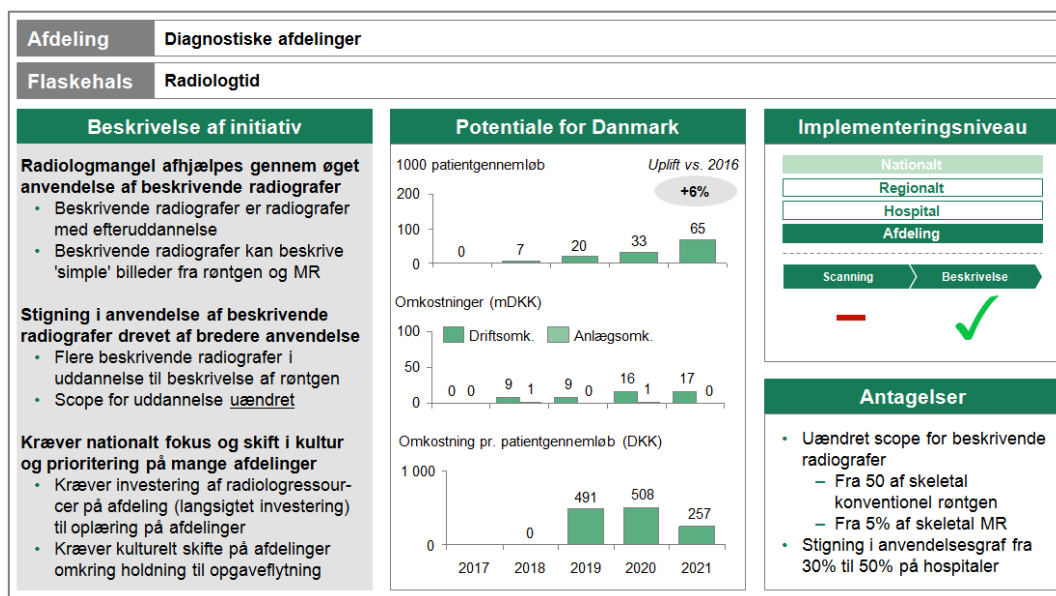 Afdeling
Diagnostiske afdelinger
Flaskehals
Radiologtid
Beskrivelse af initiativ
Radiologmangel afhjælpes gennem øget
anvendelse af beskrivende radiografer
• Beskrivende radiografer er radiografer
med efteruddannelse
• Beskrivende radiografer kan beskrive
'simple' billeder fra røntgen og MR
Stigning i anvendelse af beskrivende
radiografer drevet af bredere anvendelse
• Flere beskrivende radiografer i
uddannelse til beskrivelse af røntgen
• Scope for uddannelse uændret
Kræver nationalt fokus og skift i kultur
og prioritering på mange afdelinger
• Kræver investering af radiologressour-
cer på afdeling (langsigtet investering)
til oplæring på afdelinger
• Kræver kulturelt skifte på afdelinger
omkring holdning til opgaveflytning
Potentiale for Danmark
1000 patientgennemløb
Uplift vs. 2016
+6%
200
100
0
0 7 20 33 65
Omkostninger (mDKK)
100
50
0
Driftsomk. Anlægsomk.
0 0 9 1 9 0 16 1 17 0
Omkostning pr. patientgennemløb (DKK)
1 000
0
0 491 508 257
2017 2018 2019 2020 2021
Implementeringsniveau
Nationalt
Regionalt
Hospital
Afdeling
Scanning Beskrivelse
Antagelser
• Uændret scope for beskrivende
radiografer
– Fra 50 af skeletal
konventionel røntgen
– Fra 5% af skeletal MR
• Stigning i anvendelsesgraf fra
30% til 50% på hospitaler